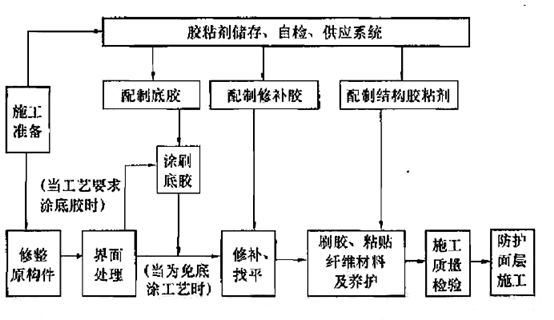 胶粘剂储存、自检、供应系统
配制底胶
配制修补胶
配制结构胶粘剂
施工
准备
涂刷
底胶
(当工艺要求
涂底胶时)
修整
原构件
界面
处理
(当为免底
涂工艺时)
修补、
找平
刷胶、粘贴
纤维材料
及养护
施工
质量
检验
防护
面层
施工